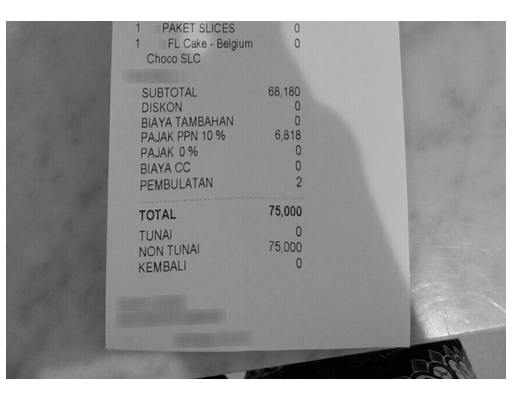 1 PAKET SLICES 0
1 FL Cake - Belgium 0
Choco SLC
SUBTOTAL 68,180
DISKON 0
BIAYA TAMBAHAN 0
PAJAK PPN 10 % 6,818
PAJAK 0 % 0
BIAYA CC 0
PEMBULATAN 2
TOTAL 75,000
TUNAI 0
NON TUNAI 75,000
KEMBALI 0